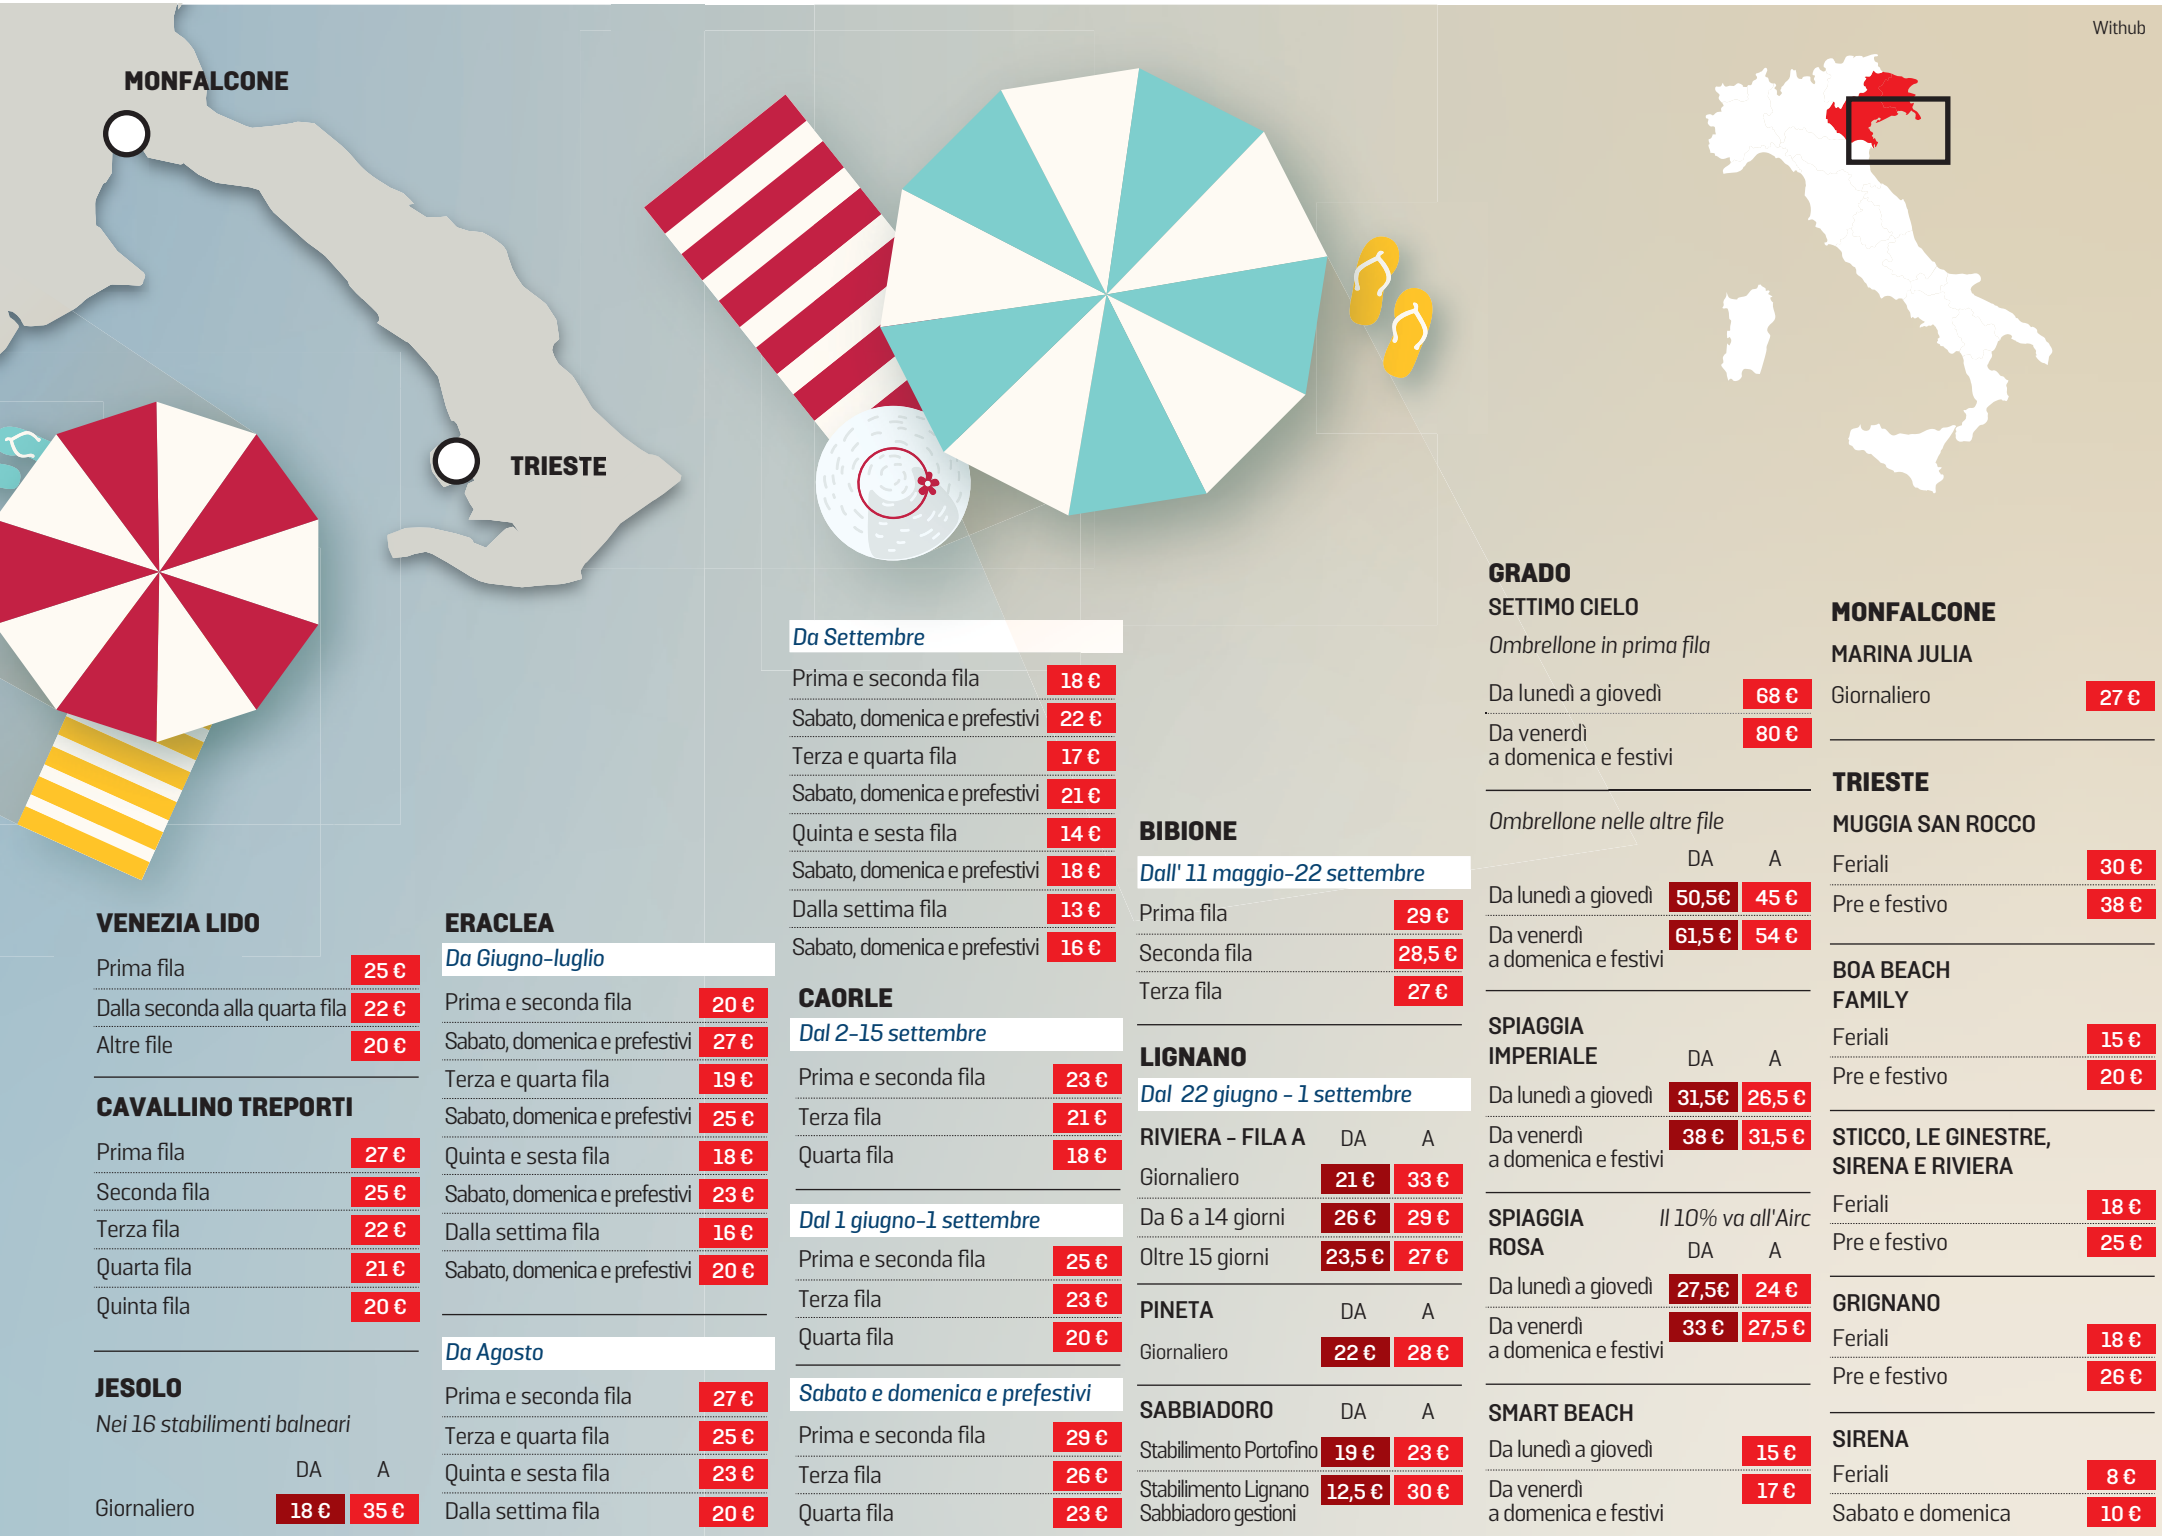 Withub
MONFALCONE
TRIESTE
VENEZIA LIDO
Prima fila 25 €
Dalla seconda alla quarta fila 22 €
Altre file 20 €
CAVALLINO TREPORTI
Prima fila 27 €
Seconda fila 25 €
Terza fila 22 €
Quarta fila 21 €
Quinta fila 20 €
JESOLO
Nei 16 stabilimenti balneari
DA A
Giornaliero 18 € 35 €
ERACLEA
Da Giugno-luglio
Prima e seconda fila 20 €
Sabato, domenica e prefestivi 27 €
Terza e quarta fila 19 €
Sabato, domenica e prefestivi 25 €
Quinta e sesta fila 18 €
Sabato, domenica e prefestivi 23 €
Dalla settima fila 16 €
Sabato, domenica e prefestivi 20 €
Da Agosto
Prima e seconda fila 27 €
Terza e quarta fila 25 €
Quinta e sesta fila 23 €
Dalla settima fila 20 €
Da Settembre
Prima e seconda fila 18 €
Sabato, domenica e prefestivi 22 €
Terza e quarta fila 17 €
Sabato, domenica e prefestivi 21 €
Quinta e sesta fila 14 €
Sabato, domenica e prefestivi 18 €
Dalla settima fila 13 €
Sabato, domenica e prefestivi 16 €
CAORLE
Dal 2-15 settembre
Prima e seconda fila 23 €
Terza fila 21 €
Quarta fila 18 €
Dal 1 giugno-1 settembre
Prima e seconda fila 25 €
Terza fila 23 €
Quarta fila 20 €
Sabato e domenica e prefestivi
Prima e seconda fila 29 €
Terza fila 26 €
Quarta fila 23 €
BIBIONE
Dall' 11 maggio-22 settembre
Prima fila 29 €
Seconda fila 28,5 €
Terza fila 27 €
LIGNANO
Dal 22 giugno - 1 settembre
RIVIERA - FILA A DA A
Giornaliero 21 € 33 €
Da 6 a 14 giorni 26 € 29 €
Oltre 15 giorni 23,5 € 27 €
PINETA DA A
Giornaliero 22 € 28 €
SABBIADORO DA A
Stabilimento Portofino 19 € 23 €
Stabilimento Lignano 12,5 € 30 €
Sabbiadoro gestioni
GRADO
SETTIMO CIELO
Ombrellone in prima fila
Da lunedì a giovedì 68 €
Da venerdì 80 €
a domenica e festivi
Ombrellone nelle altre file
DA A
Da lunedì a giovedì 50,5€ 45 €
Da venerdì 61,5 € 54 €
a domenica e festivi
SPIAGGIA
IMPERIALE DA A
Da lunedì a giovedì 31,5€ 26,5 €
Da venerdì 38 € 31,5 €
a domenica e festivi
SPIAGGIA Il 10% va all'Airc
ROSA DA A
Da lunedì a giovedì 27,5€ 24 €
Da venerdì 33 € 27,5 €
a domenica e festivi
SMART BEACH
Da lunedì a giovedì 15 €
Da venerdì 17 €
a domenica e festivi
MONFALCONE
MARINA JULIA
Giornaliero 27 €
TRIESTE
MUGGIA SAN ROCCO
Feriali 30 €
Pre e festivo 38 €
BOA BEACH
FAMILY
Feriali 15 €
Pre e festivo 20 €
STICCO, LE GINESTRE,
SIRENA E RIVIERA
Feriali 18 €
Pre e festivo 25 €
GRIGNANO
Feriali 18 €
Pre e festivo 26 €
SIRENA
Feriali 8 €
Sabato e domenica 10 €